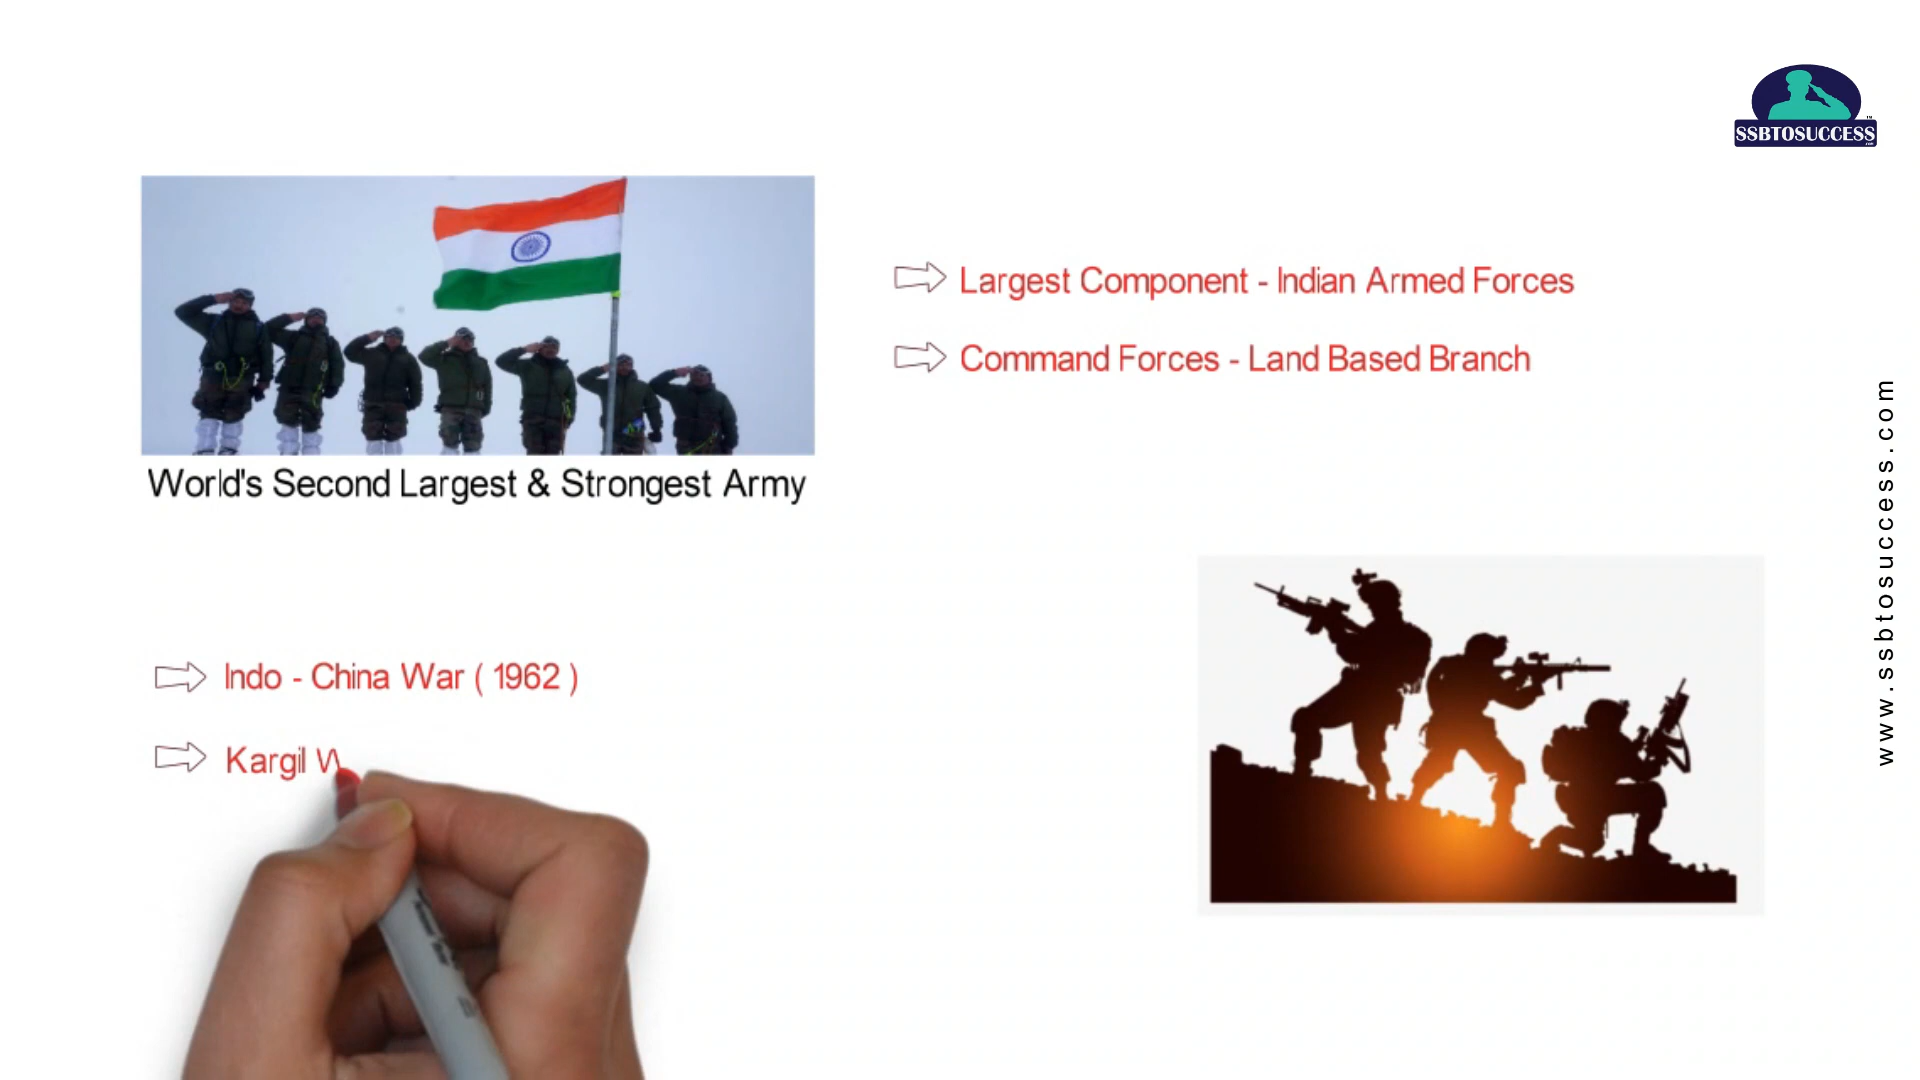 SSBTOSUCCESS
.com
World's Second Largest & Strongest Army
Largest Component - Indian Armed Forces
Command Forces - Land Based Branch
Indo - China War ( 1962 )
Kargil W
www.ssbtosuccess.com